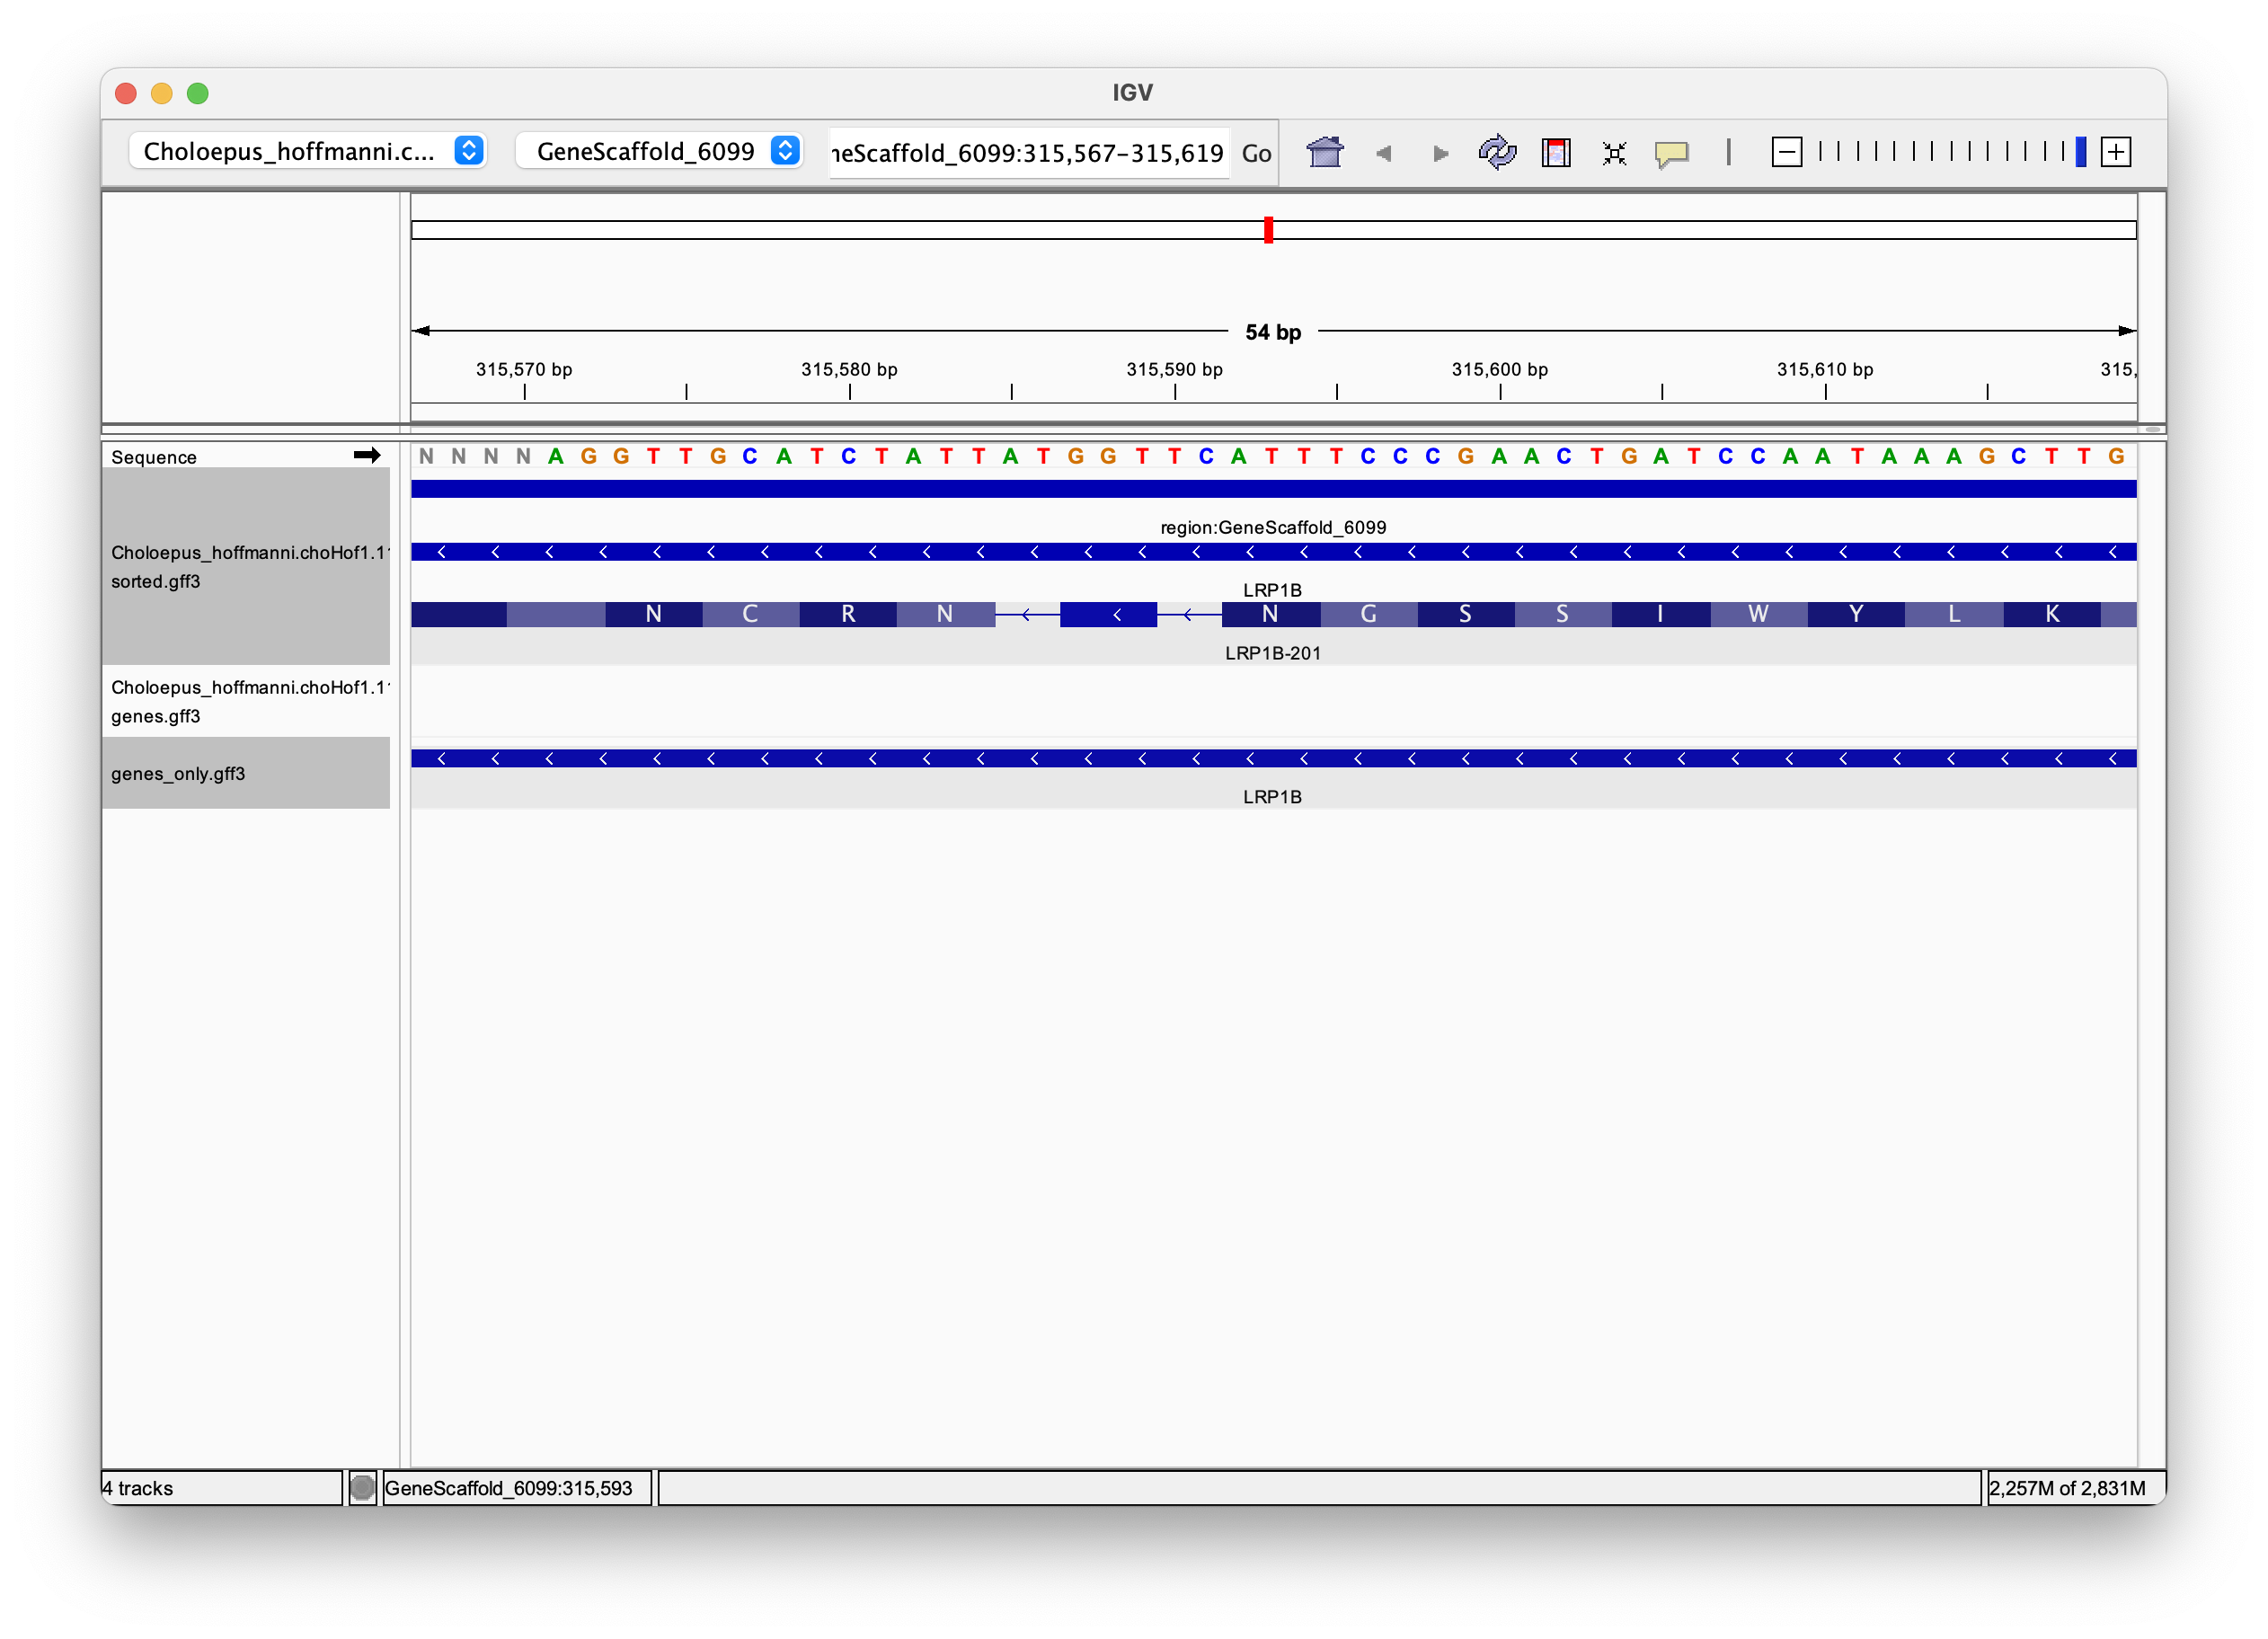 IGV
Choloepus_hoffmanni.c... GeneScaffold_6099 neScaffold_6099:315,567-315,619 Go
54 bp
315,570 bp 315,580 bp 315,590 bp 315,600 bp 315,610 bp 315,
Sequence N N N N A G G T T G C A T C T A T T A T G G T T C A T T T C C C G A A C T G A T C C A A T A A A G C T T G
region:GeneScaffold_6099
Choloepus_hoffmanni.choHof1.1
sorted.gff3
LRP1B
N C R N N G S S I W Y L K
LRP1B-201
Choloepus_hoffmanni.choHof1.1
genes.gff3
genes_only.gff3
LRP1B
4 tracks GeneScaffold_6099:315,593 2,257M of 2,831M